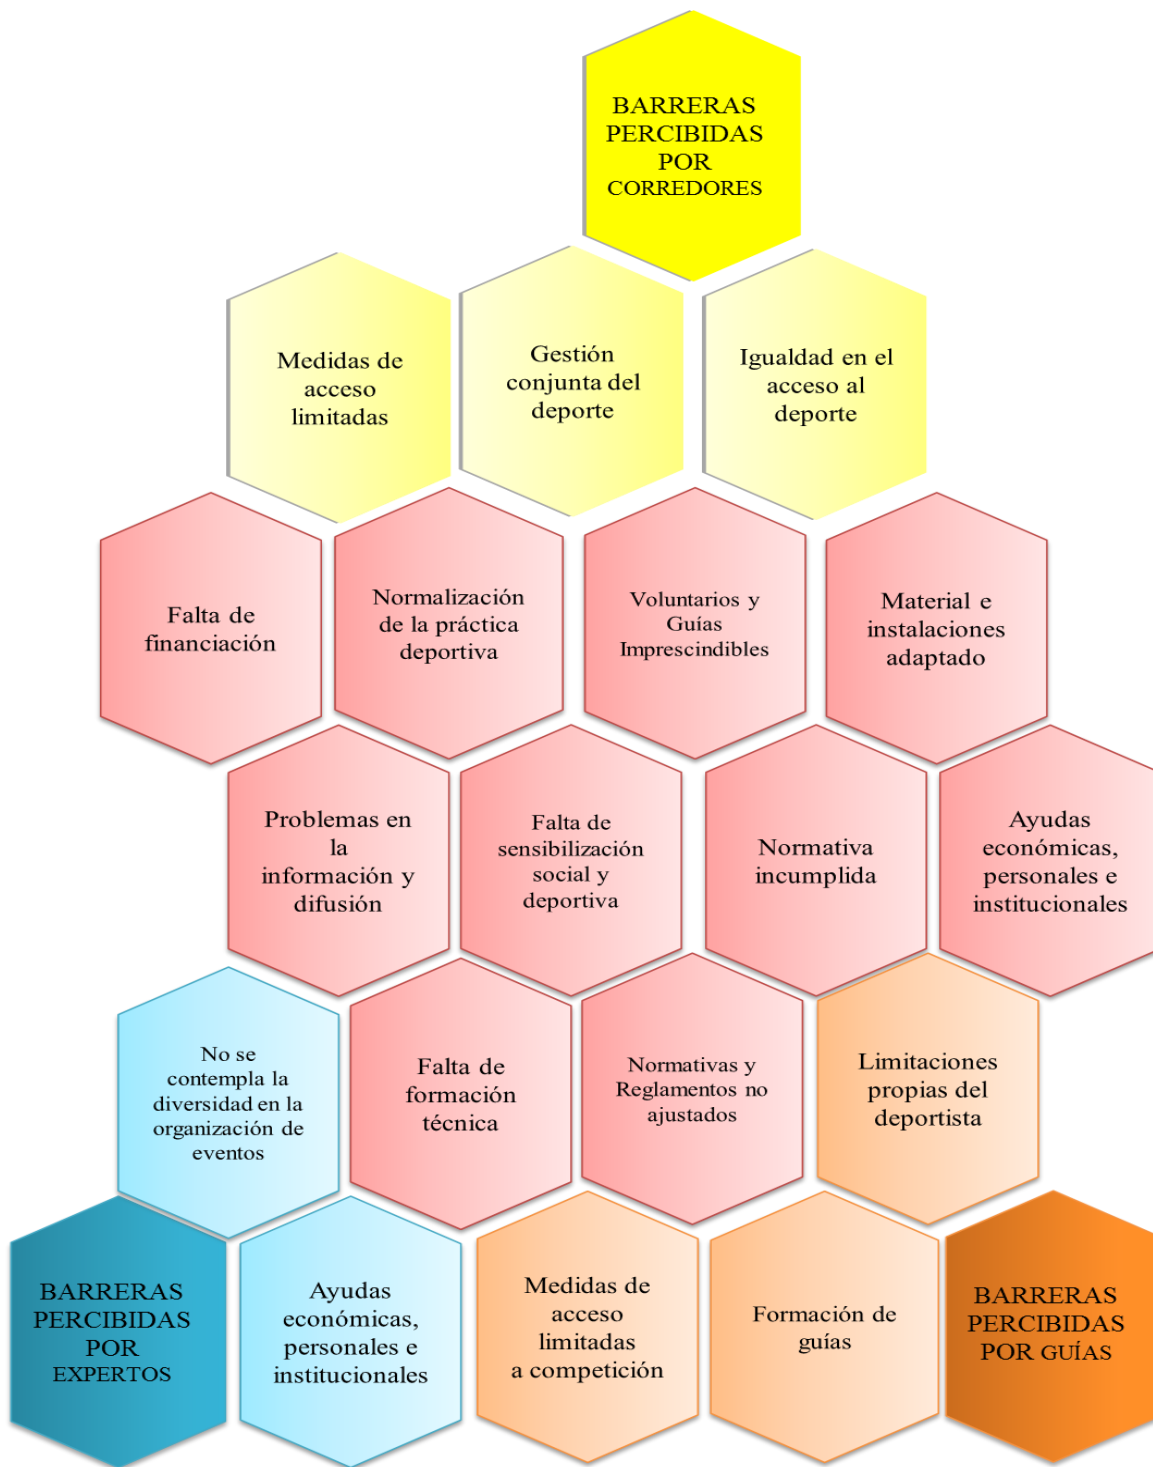 BARRERAS
PERCIBIDAS
POR
CORREDORES
Medidas de
acceso
limitadas
Gestión
conjunta del
deporte
Igualdad en el
acceso al
deporte
Falta de
financiación
Normalización
de la práctica
deportiva
Voluntarios y
Guías
Imprescindibles
Material e
instalaciones
adaptado
Problemas en
la
información y
difusión
Falta de
sensibilización
social y
deportiva
Normativa
incumplida
Ayudas
económicas,
personales e
institucionales
No se
contempla la
diversidad en la
organización de
eventos
Falta de
formación
técnica
Normativas y
Reglamentos no
ajustados
Limitaciones
propias del
deportista
BARRERAS
PERCIBIDAS
POR
EXPERTOS
Ayudas
económicas,
personales e
institucionales
Medidas de
acceso
limitadas
a competición
Formación de
guías
BARRERAS
PERCIBIDAS
POR GUÍAS